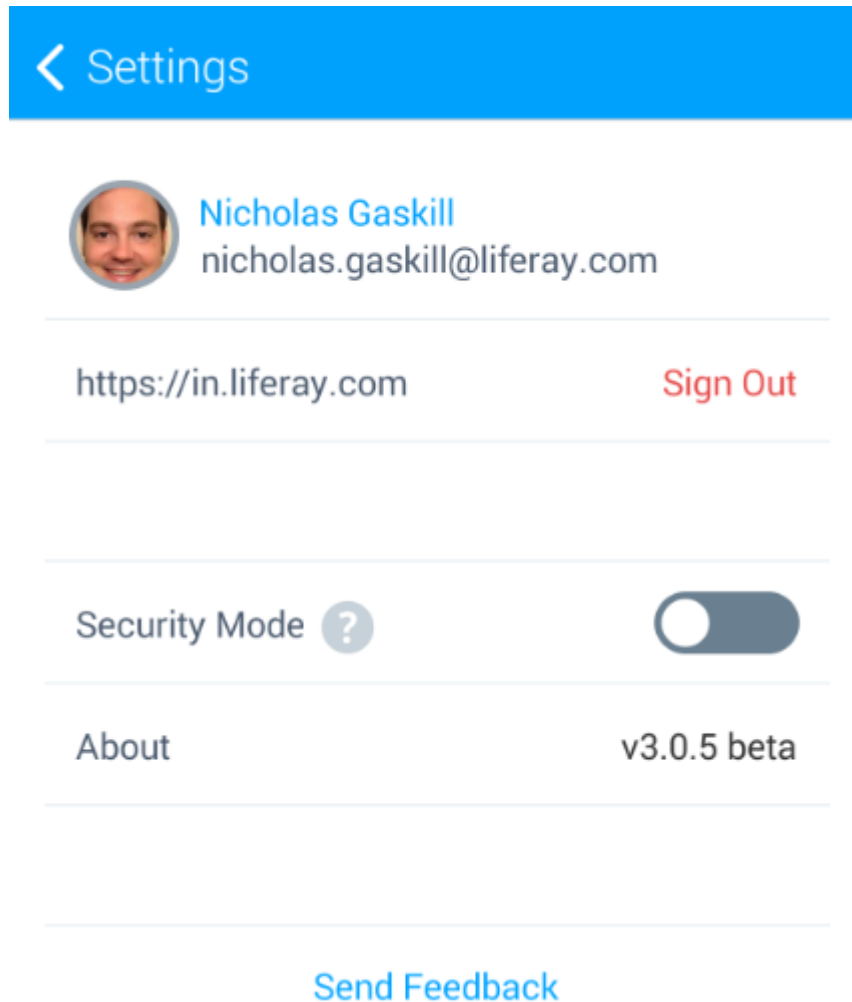 Settings
Nicholas Gaskill
nicholas.gaskill@liferay.com
https://in.liferay.com Sign Out
Security Mode ?
About v3.0.5 beta
Send Feedback